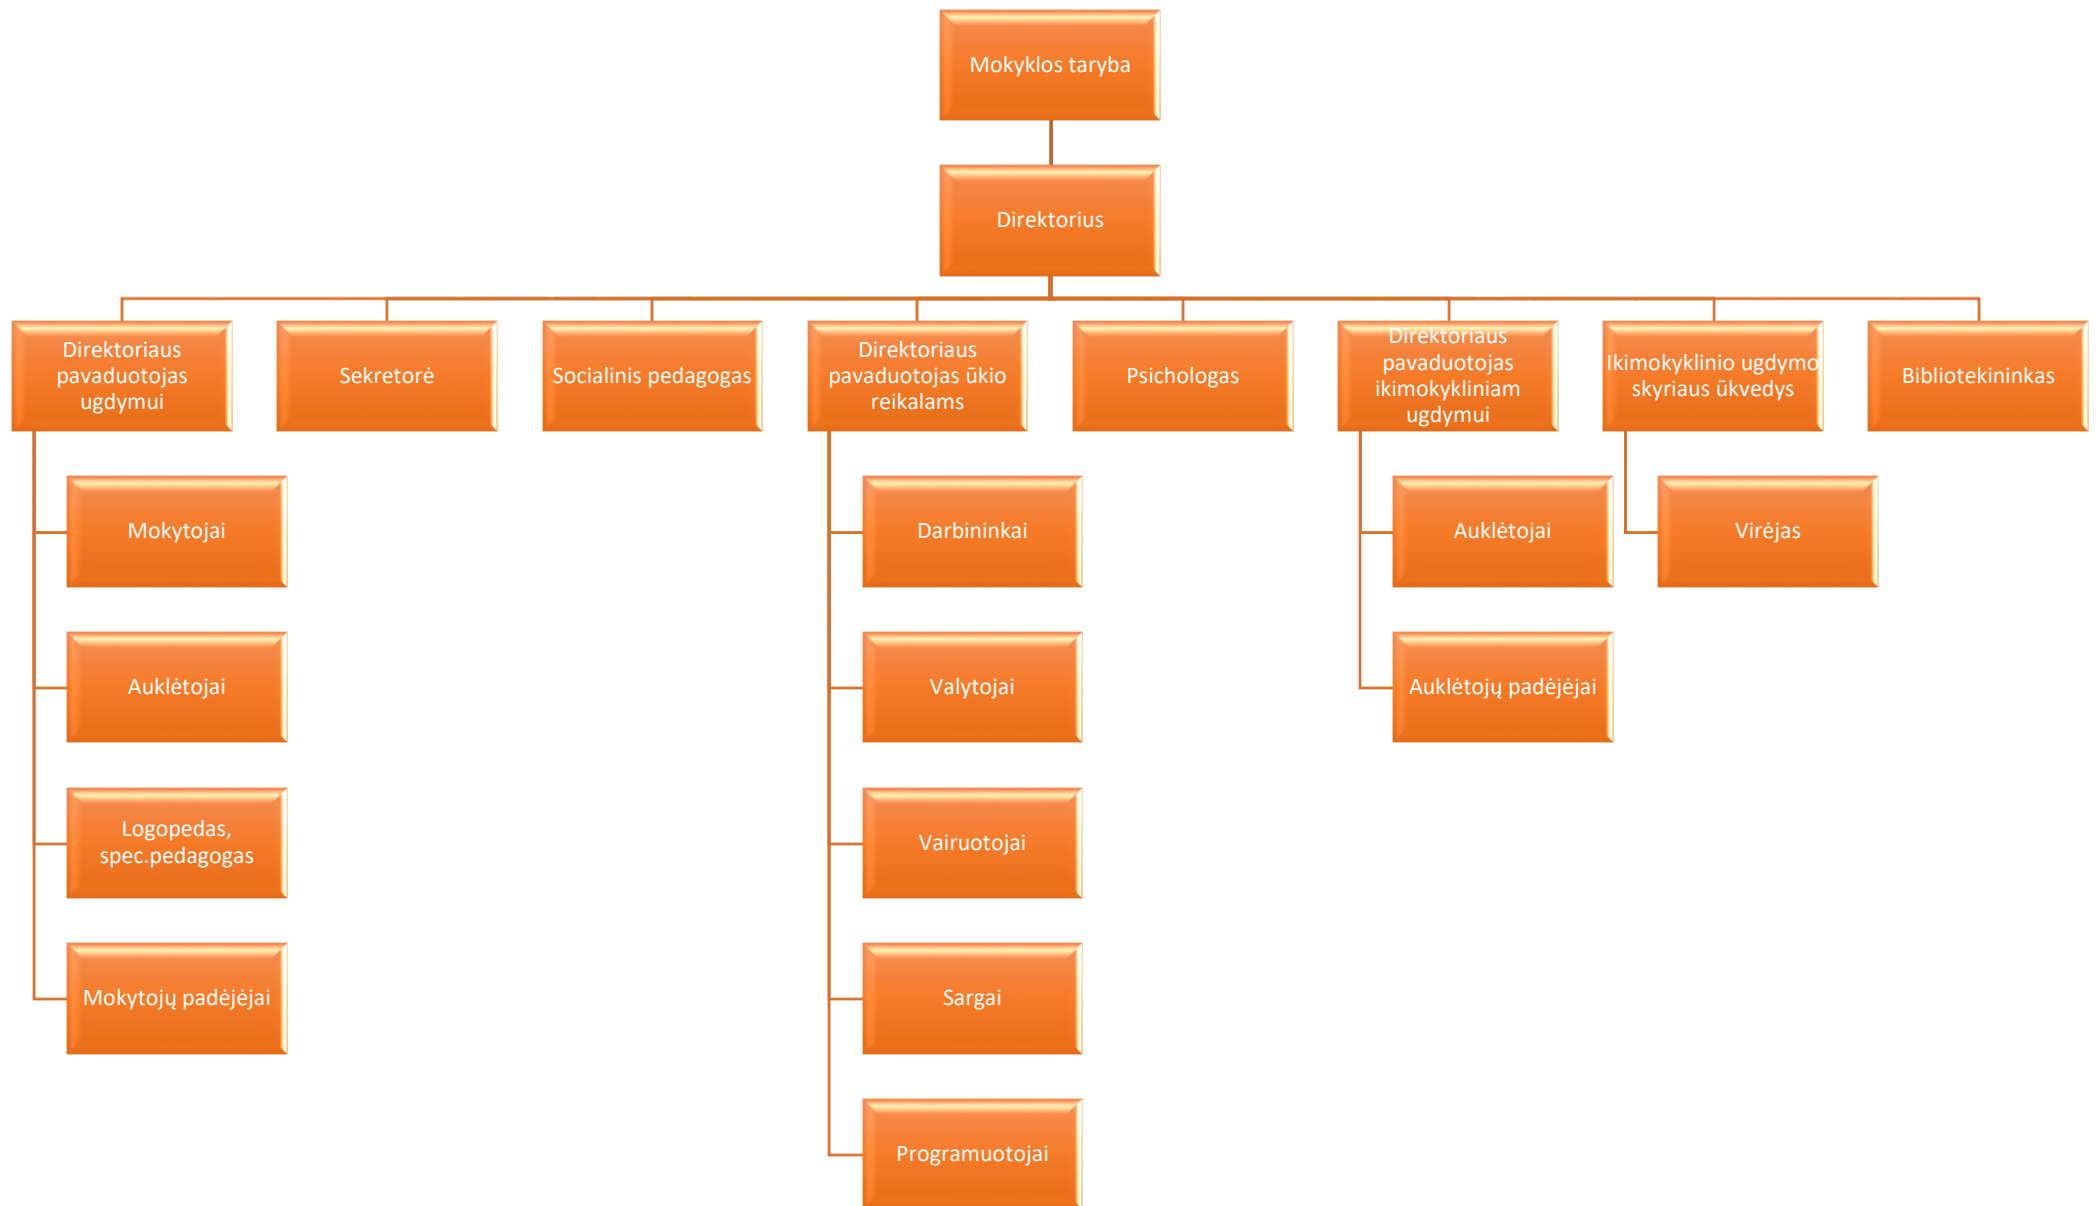 Mokyklos taryba
Direktorius
Direktoriaus
pavaduotojas
ugdymui
Sekretorė
Socialinis pedagogas
Direktoriaus
pavaduotojas ūkio
reikalams
Psichologas
Direktoriaus
pavaduotojas
ikimokykliniam
ugdymui
Ikimokyklinio ugdymo
skyriaus ūkvedys
Bibliotekininkas
Mokytojai
Darbininkai
Auklėtojai
Virėjas
Auklėtojai
Valytojai
Auklėtojų padėjėjai
Logopedas,
spec.pedagogas
Vairuotojai
Mokytojų padėjėjai
Sargai
Programuotojai